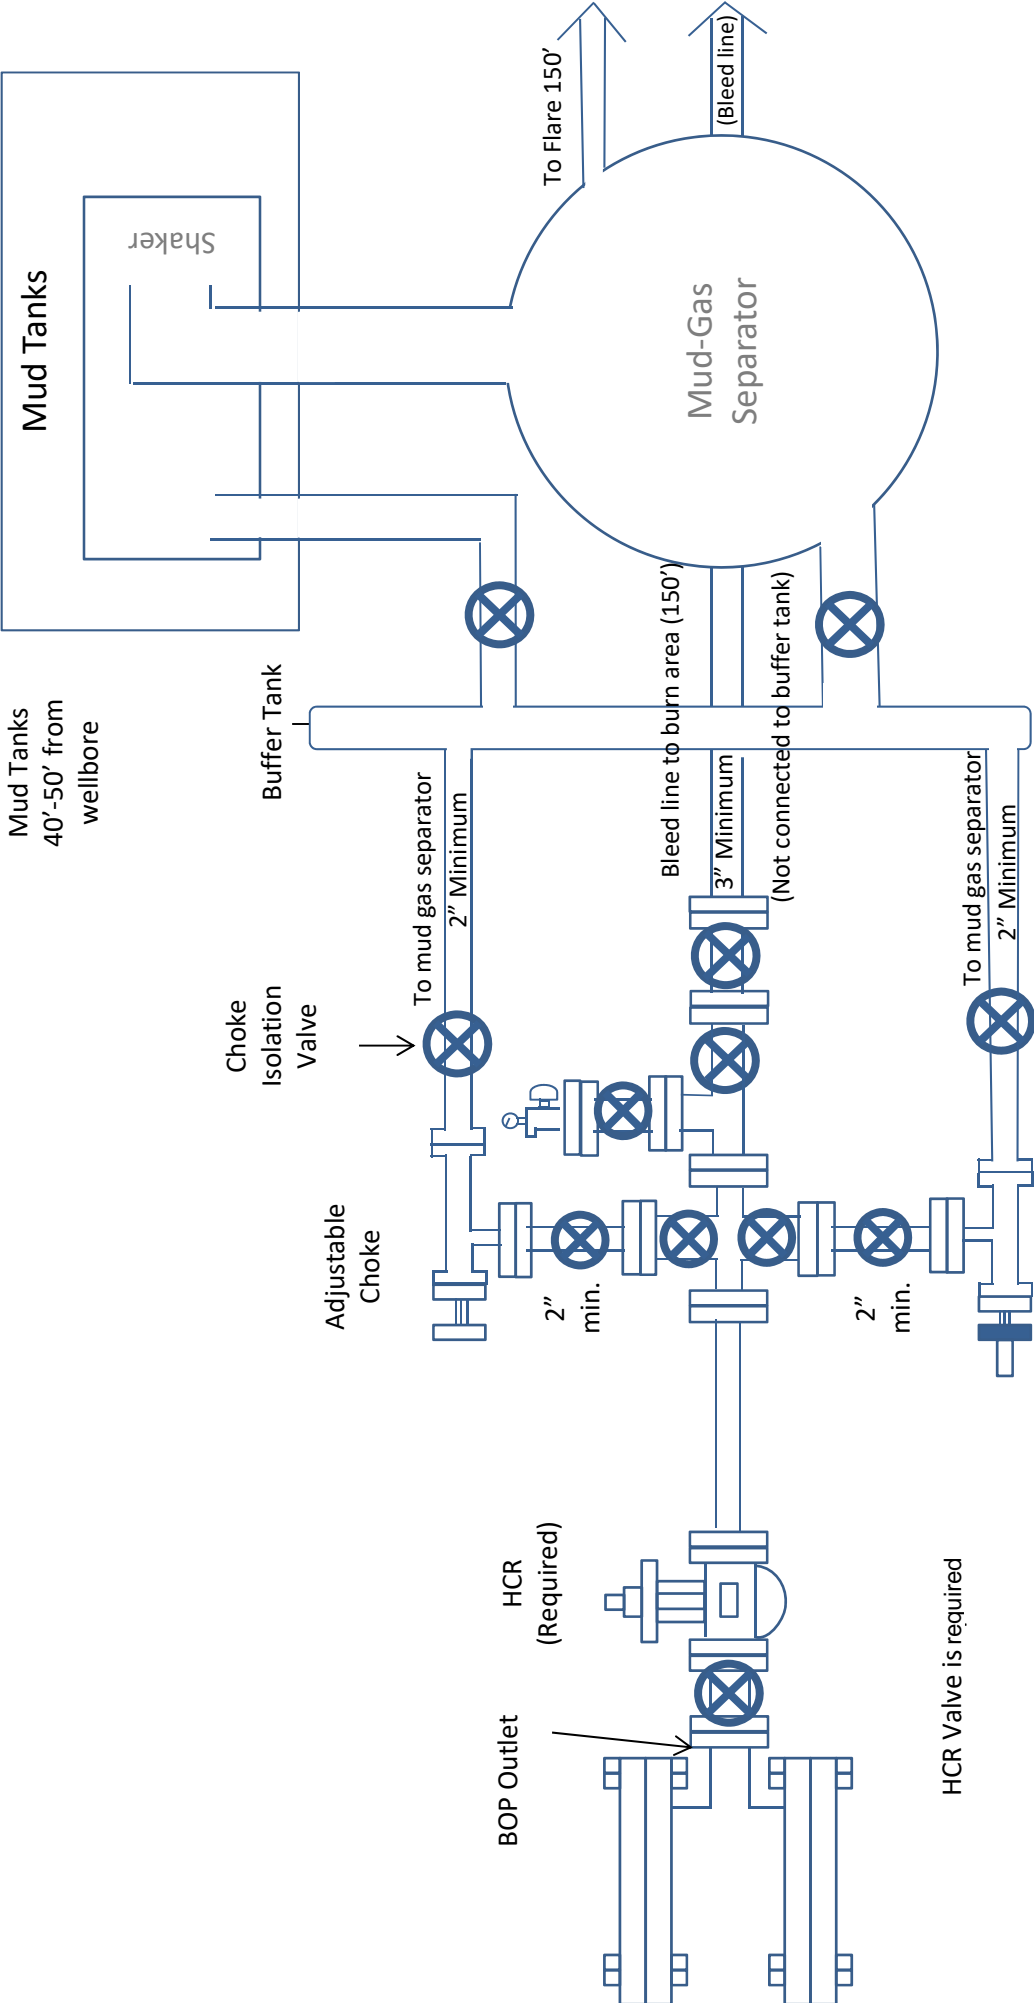 Mud Tanks
Shaker
To Flare 150’
(Bleed line)
Mud-Gas
Separator
Mud Tanks
40’-50’ from
wellbore
Buffer Tank
Bleed line to burn area (150’)
3” Minimum
(Not connected to buffer tank)
To mud gas separator
2” Minimum
To mud gas separator
2” Minimum
Choke
Isolation
Valve
Adjustable
Choke
2”
min.
2”
min.
HCR
(Required)
BOP Outlet
HCR Valve is required